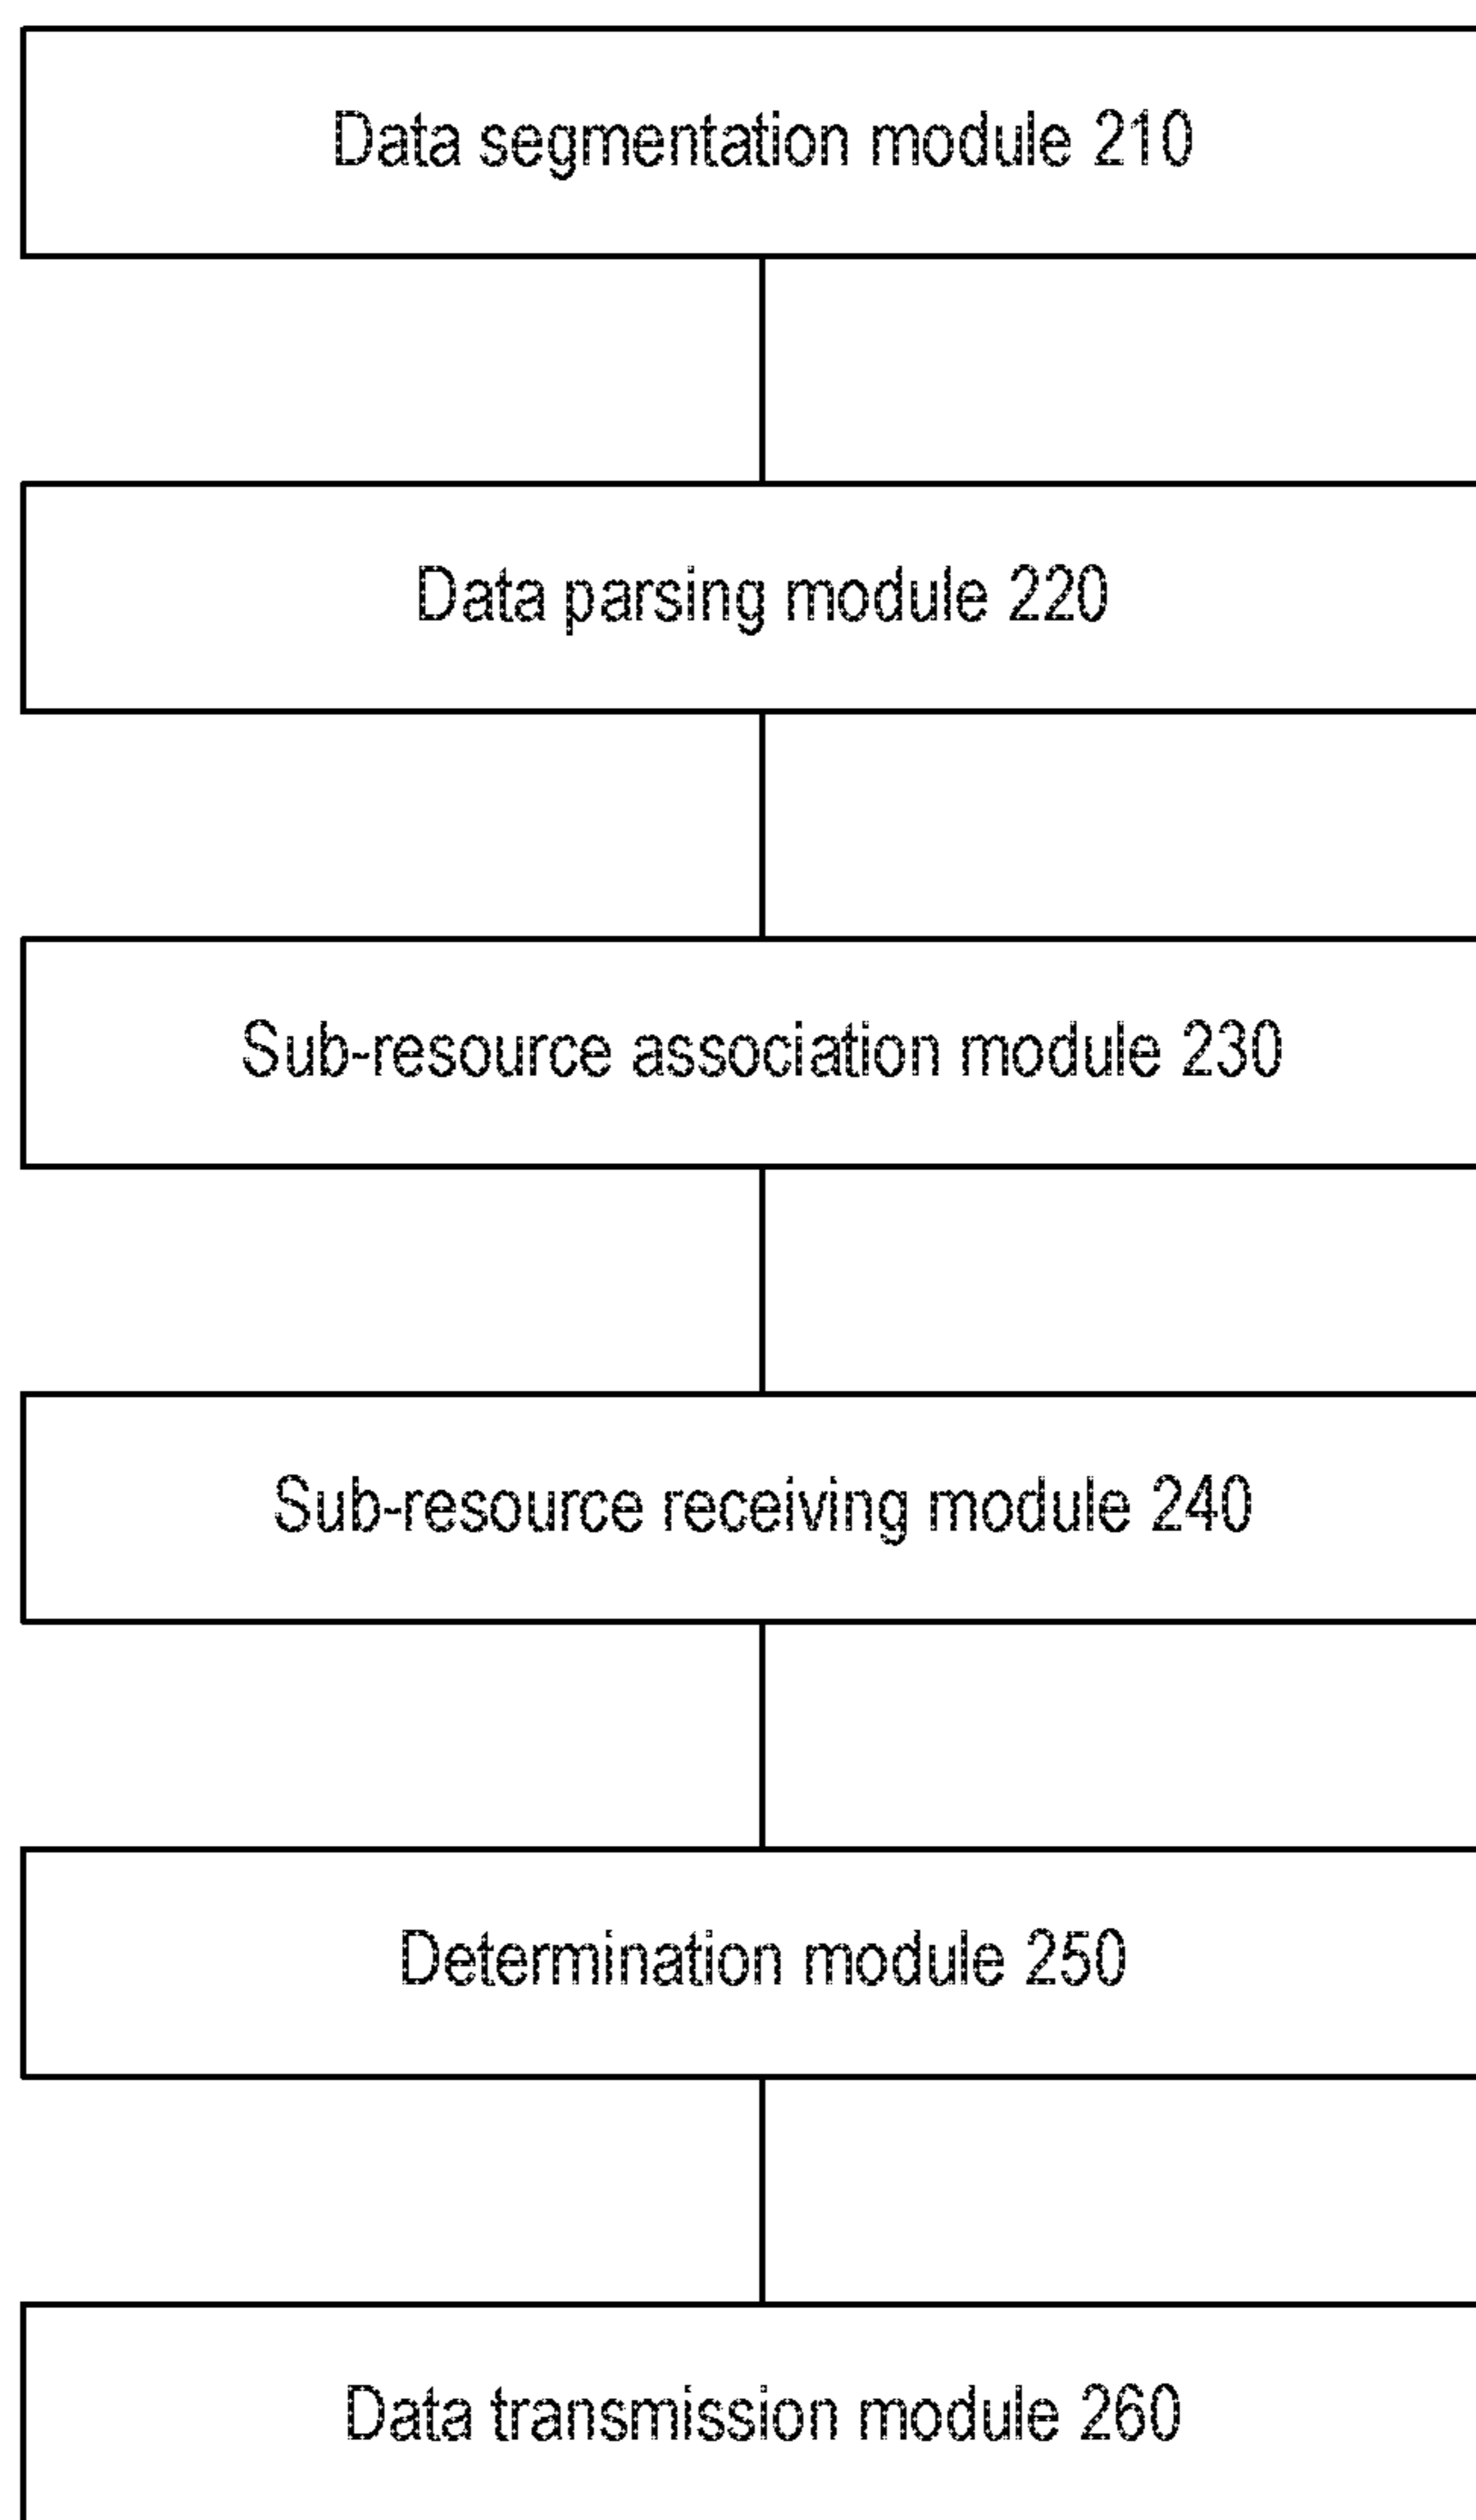 Data segmentation module 210
Data parsing module 220
Sub-resource association module 230
Sub-resource receiving module 240
Determination module 250
Data transmission module 260